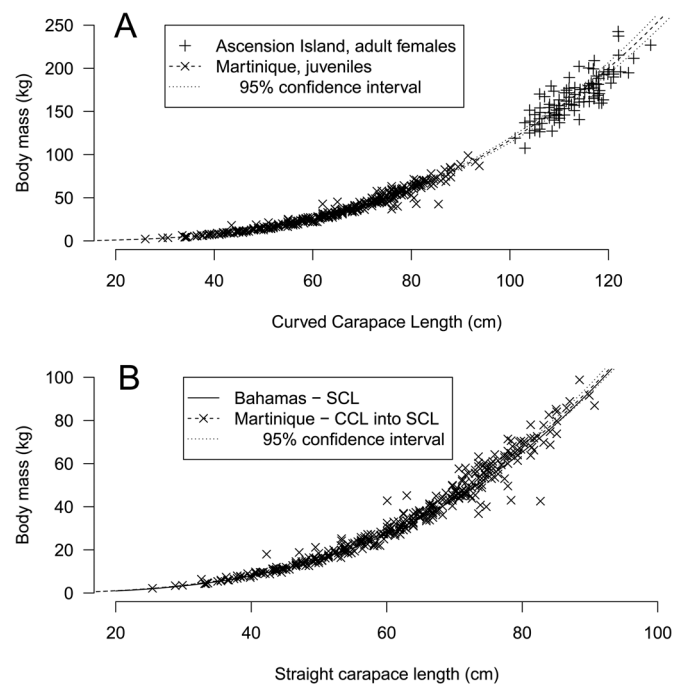 A
Ascension Island, adult females
Martinique, juveniles
95% confidence interval
Body mass (kg)
250
200
150
100
50
0
20 40 60 80 100 120
Curved Carapace Length (cm)
B
Bahamas − SCL
Martinique − CCL into SCL
95% confidence interval
Body mass (kg)
100
80
60
40
20
0
20 40 60 80 100
Straight carapace length (cm)